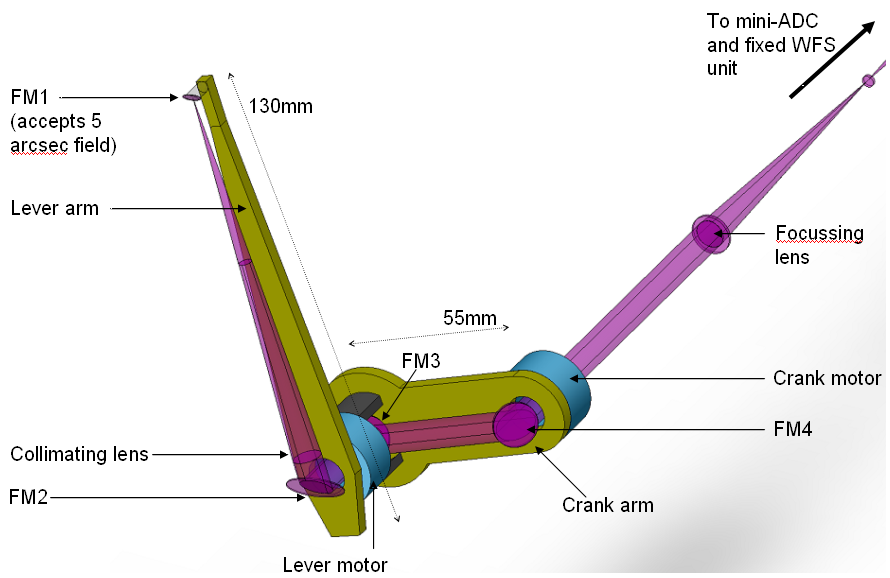 To mini-ADC
and fixed WFS
unit
FM1
(accepts 5
arcsec field)
130mm
Lever arm
Focussing
lens
55mm
FM3
Crank motor
FM4
Collimating lens
FM2
Crank arm
Lever motor